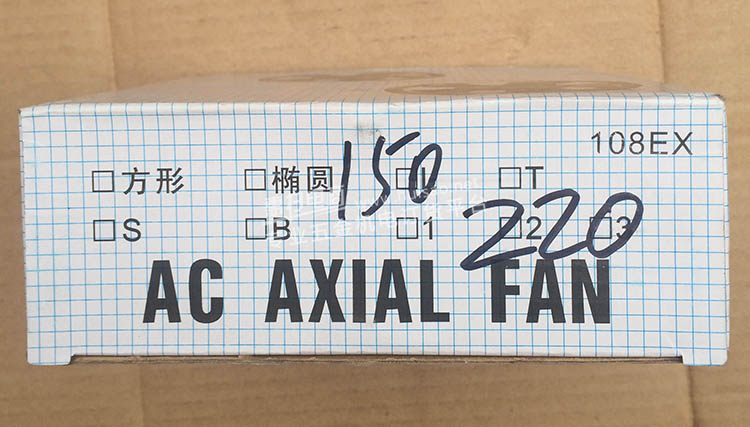 108EX
□方形 □椭圆 □L □T
150
□S □B □1 □2 □3
220
AC AXIAL FAN